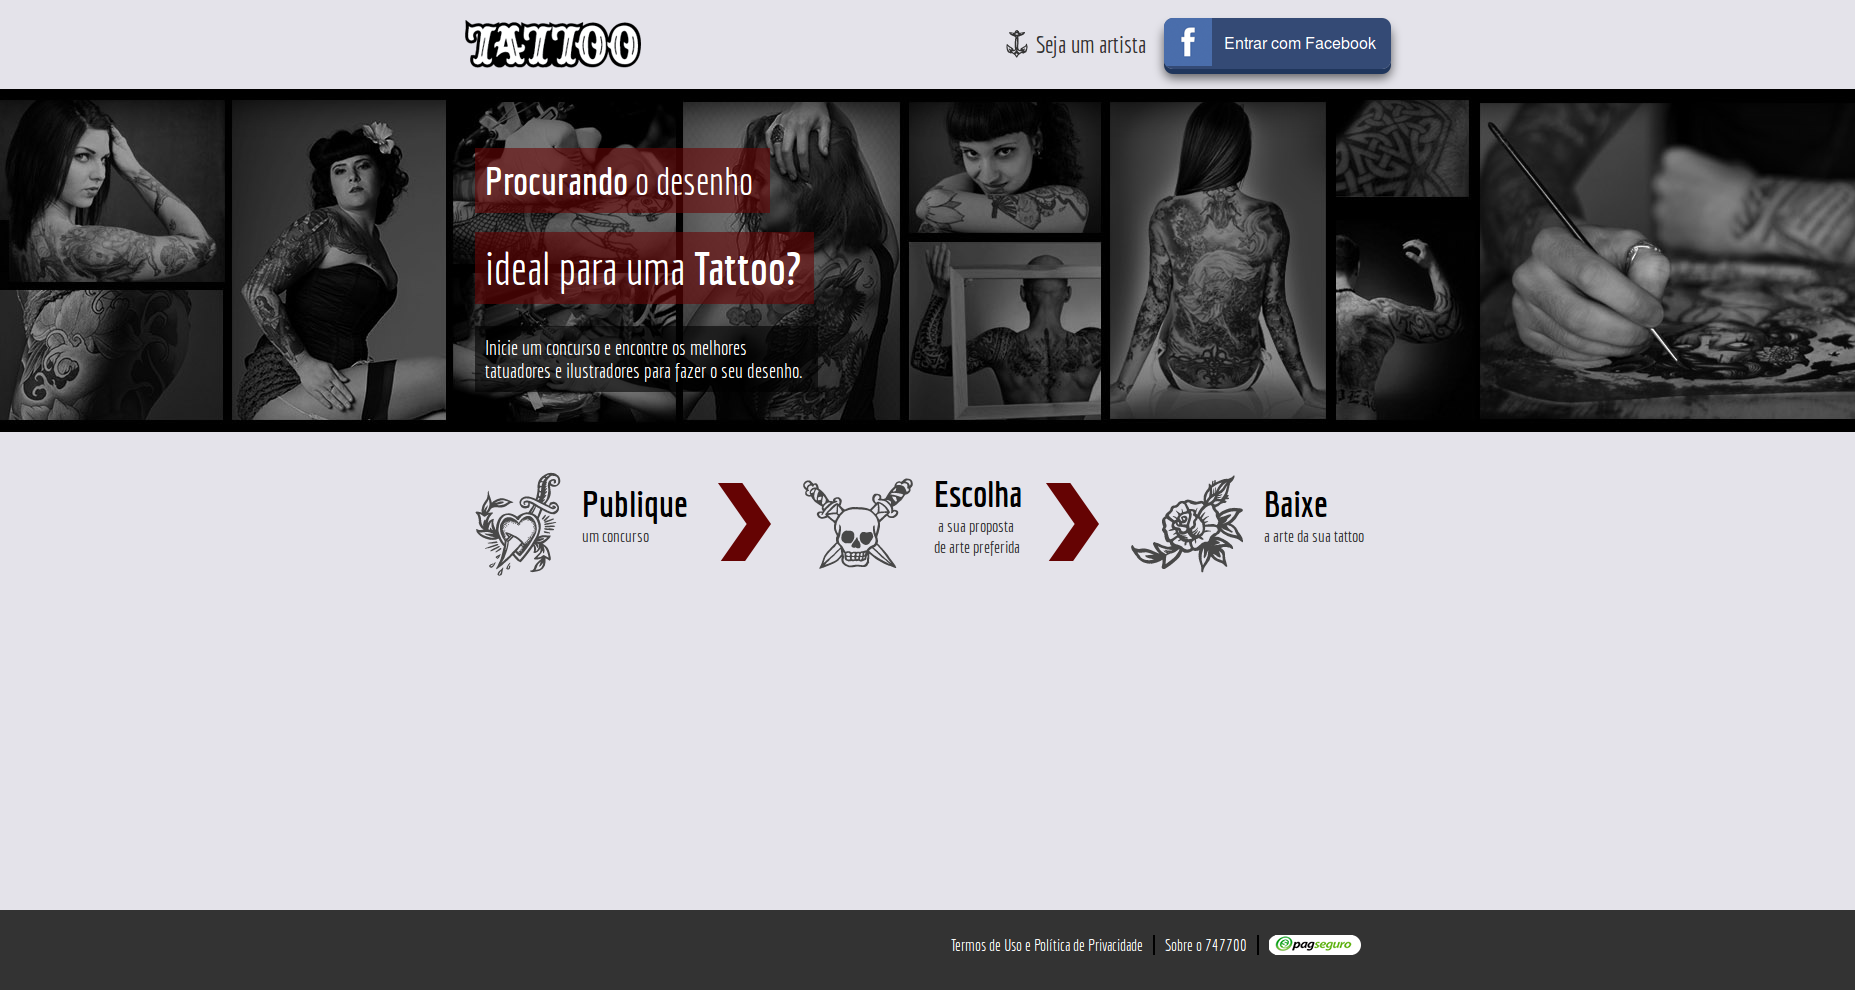 TATTOO
Seja um artista
Entrar com Facebook
Procurando o desenho
ideal para uma Tattoo?
Inicie um concurso e encontre os melhores
tatuadores e ilustradores para fazer o seu desenho.
Publique
um concurso
Escolha
a sua proposta
de arte preferida
Baixe
a arte da sua tattoo
Termos de Uso e Política de Privacidade
Sobre o 747700
pagseguro